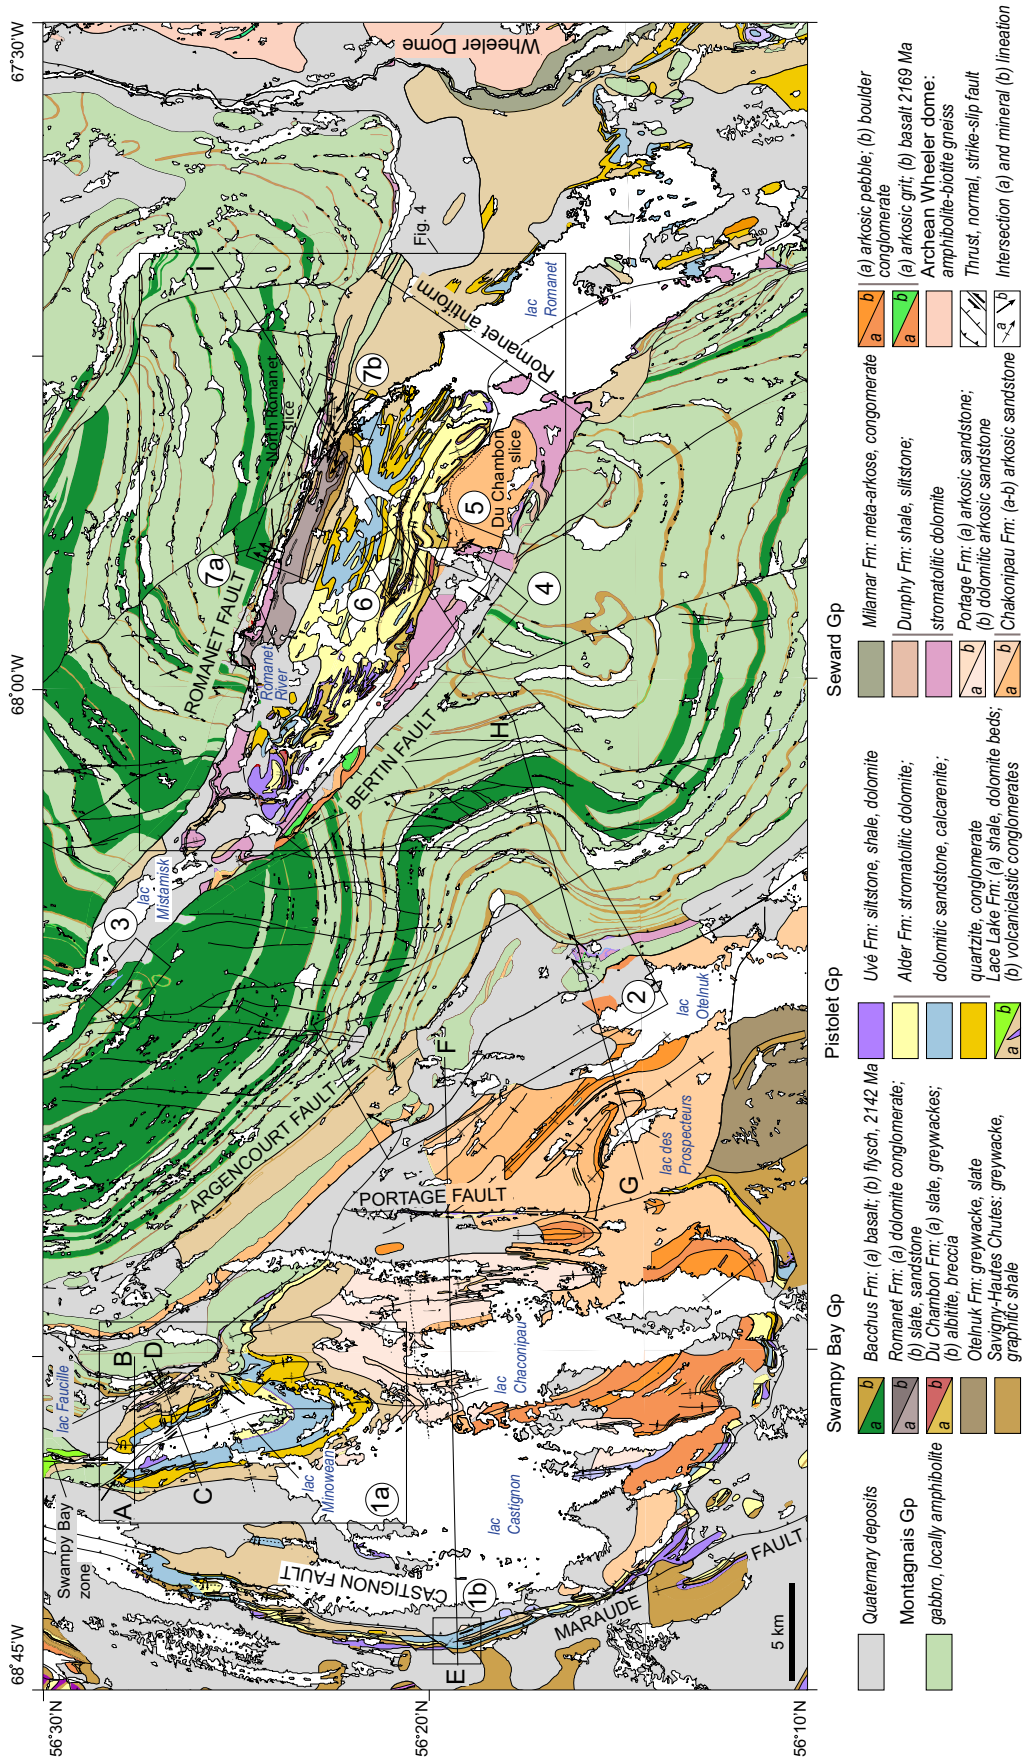 56°30'N
56°20'N
56°10'N
68°45'W
68°00'W
67°30'W
Swampy Bay
zone
lac Faucille
A
B
C
D
E
F
G
H
I
1a
1b
2
3
4
5
6
7a
7b
lac
Minowean
lac
Castignon
lac
Chaconipau
CASTIGNON FAULT
MARAUDE
FAULT
PORTAGE FAULT
ARGENCOURT FAULT
lac des
Prospecteurs
lac
Otelnuk
lac
Mistamisk
ROMANET FAULT
BERTIN FAULT
Romanet
River
North Romanet
slice
Du Chambon
slice
Romanet antiform
lac
Romanet
Fig. 4
Wheeler Dome
5 km
Quaternary deposits
Montagnais Gp
gabbro, locally amphibolite
Swampy Bay Gp
a b
Bacchus Fm: (a) basalt; (b) flysch, 2142 Ma
a b
Romanet Fm: (a) dolomite conglomerate;
(b) slate, sandstone
a b
Du Chambon Fm: (a) slate, greywackes;
(b) albitite, breccia
Otelnuk Fm: greywacke, slate
Savigny-Hautes Chutes: greywacke,
graphitic shale
Pistolet Gp
Uvé Fm: siltstone, shale, dolomite
Alder Fm: stromatolitic dolomite;
dolomitic sandstone, calcarenite;
quartzite, conglomerate
a b
Lace Lake Fm: (a) shale, dolomite beds;
(b) volcaniclastic conglomerates
Seward Gp
Milamar Fm: meta-arkose, congomerate
Dunphy Fm: shale, slitstone;
stromatolitic dolomite
a b
Portage Fm: (a) arkosic sandstone;
(b) dolomitic arkosic sandstone
a b
Chakonipau Fm: (a-b) arkosic sandstone
a b
(a) arkosic pebble; (b) boulder
conglomerate
a b
(a) arkosic grit; (b) basalt 2169 Ma
Archean Wheeler dome:
amphibolite-biotite gneiss
Thrust, normal, strike-slip fault
a b
Intersection (a) and mineral (b) lineation